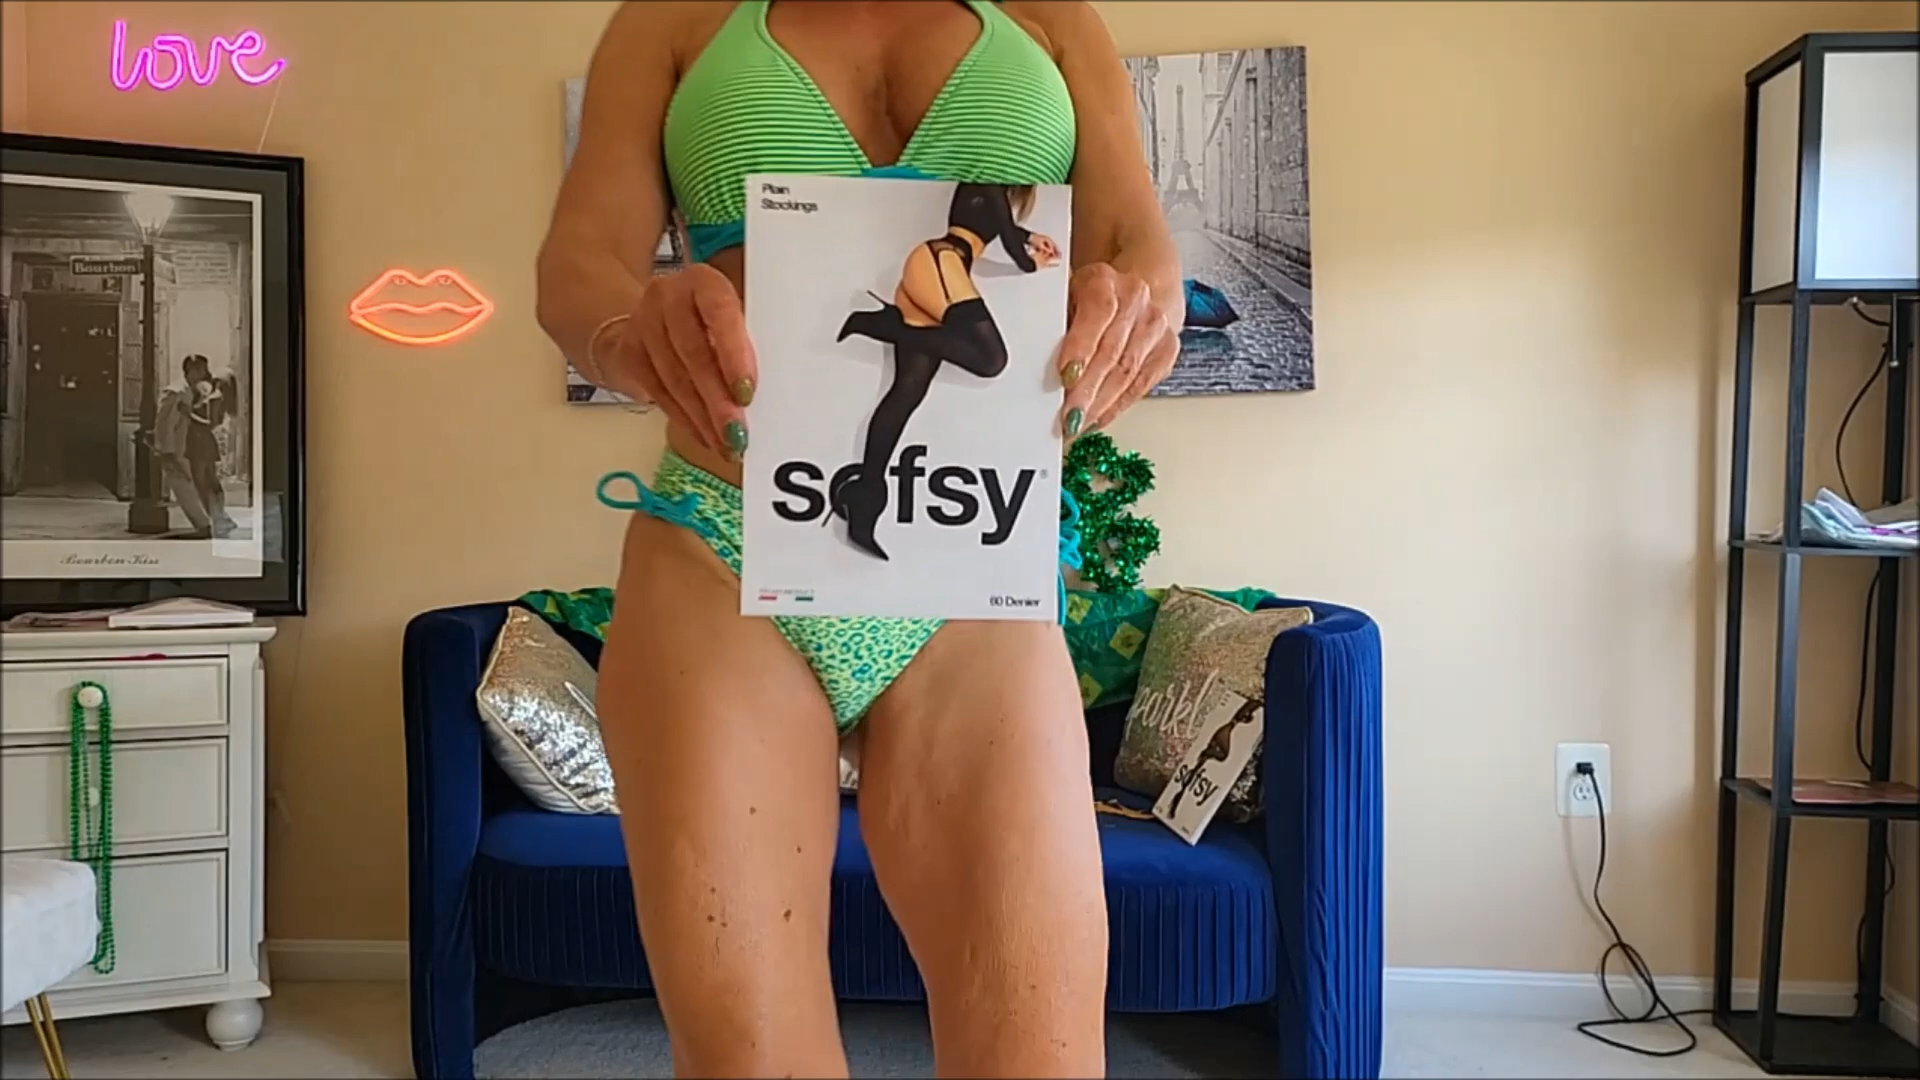 love
Bourbon
Bourbon Kiss
Plain
Stockings
sofsy®
60 Denier
sofsy